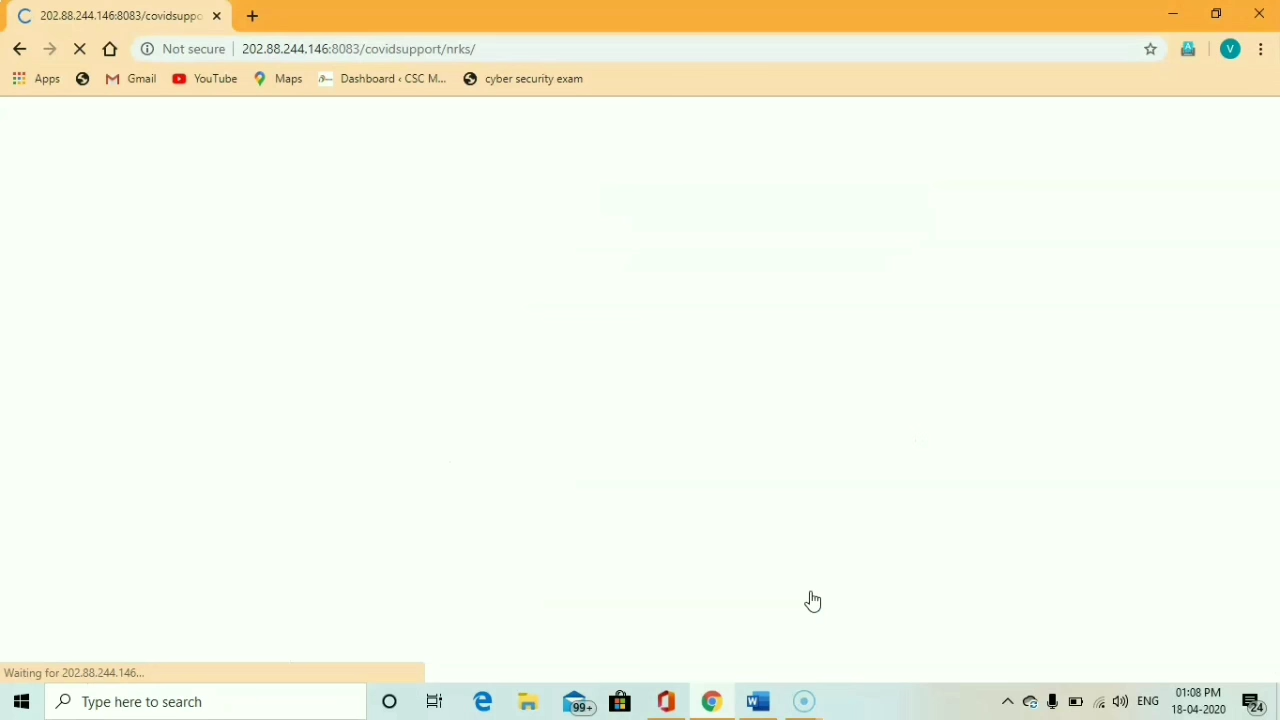 202.88.244.146:8083/covidsuppo
Not secure 202.88.244.146:8083/covidsupport/nrks/
Apps Gmail YouTube Maps Dashboard ‹ CSC M... cyber security exam
Waiting for 202.88.244.146...
Type here to search 99+ ENG 01:08 PM
18-04-2020 24